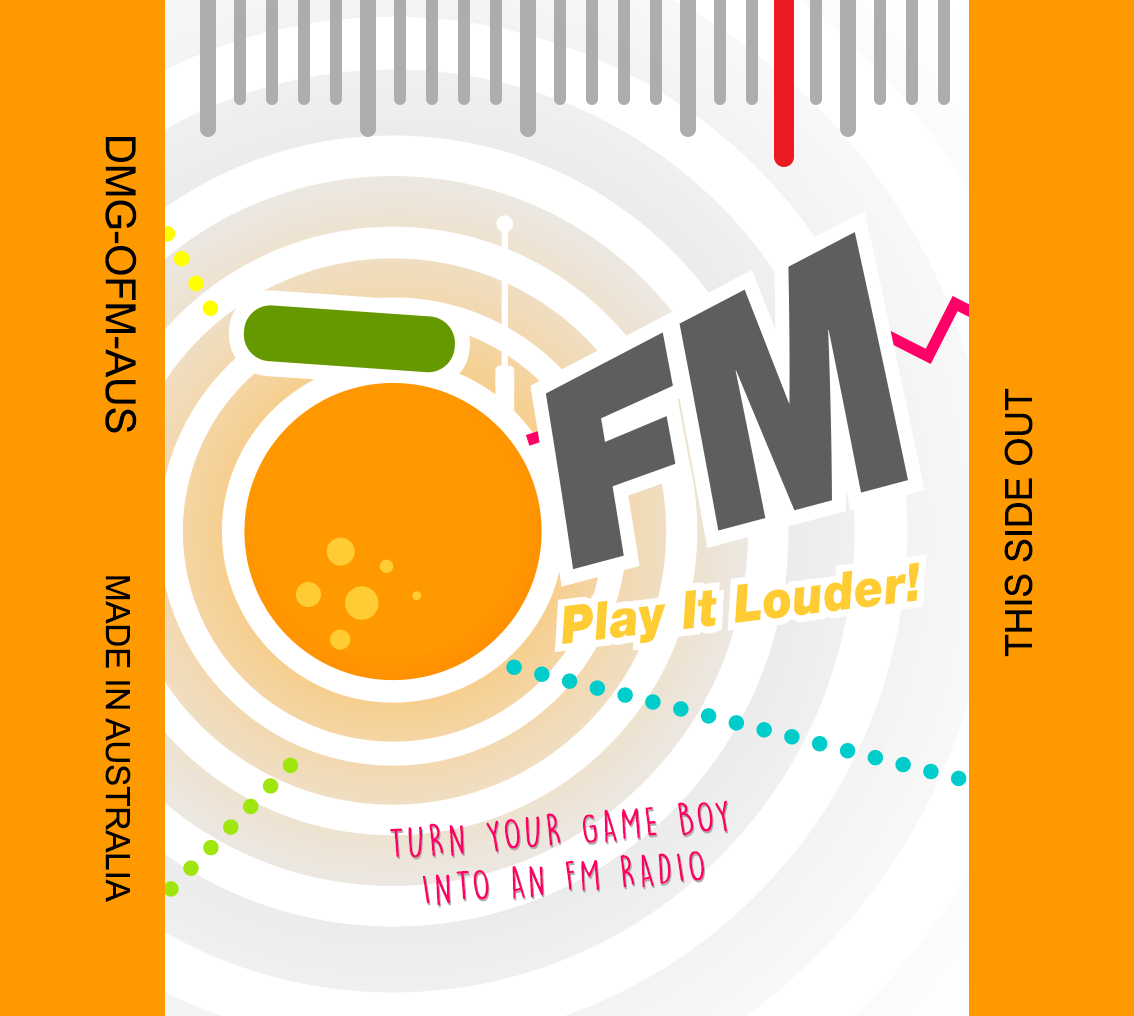 DMG-OFM-AUS
MADE IN AUSTRALIA
FM
Play It Louder!
TURN YOUR GAME BOY
INTO AN FM RADIO
THIS SIDE OUT